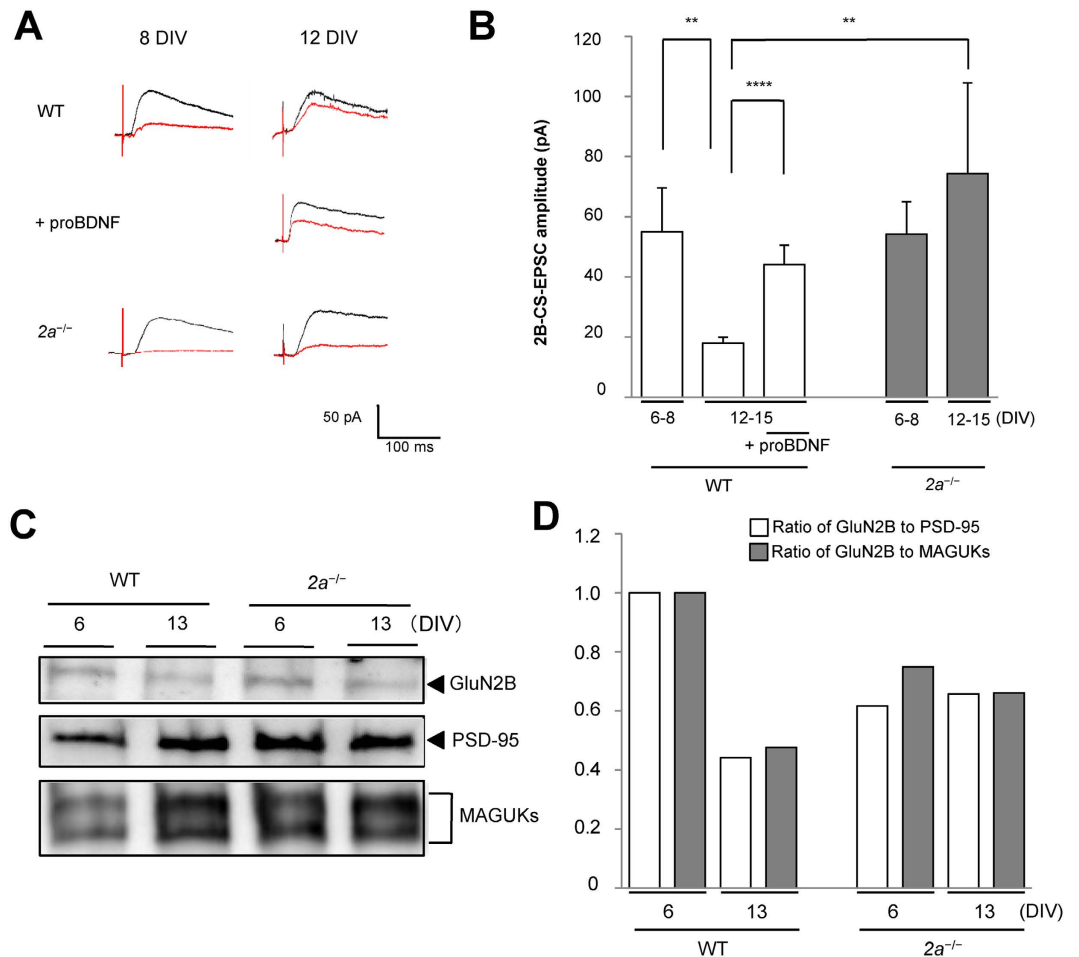 A
8 DIV 12 DIV
WT
+ proBDNF
2a–/–
50 pA
100 ms
B
** **
****
2B-CS-EPSC amplitude (pA)
120
100
80
60
40
20
0
6-8 12-15 6-8 12-15 (DIV)
+ proBDNF
WT 2a–/–
C
WT 2a–/–
6 13 6 13 (DIV)
GluN2B
PSD-95
MAGUKs
D
Ratio of GluN2B to PSD-95
Ratio of GluN2B to MAGUKs
1.2
1.0
0.8
0.6
0.4
0.2
0
6 13 6 13 (DIV)
WT 2a–/–